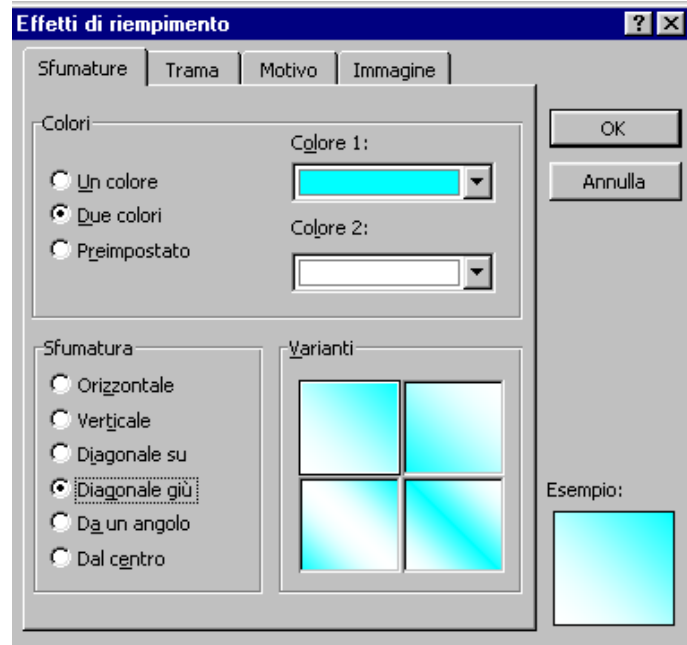 Effetti di riempimento
Sfumature Trama Motivo Immagine
Colori
Un colore
Due colori
Preimpostato
Colore 1:
Colore 2:
OK
Annulla
Sfumatura
Orizzontale
Verticale
Diagonale su
Diagonale giù
Da un angolo
Dal centro
Varianti
Esempio: